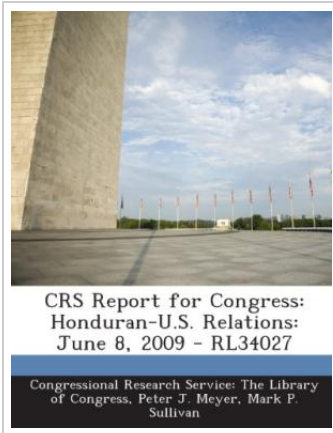 CRS Report for Congress:
Honduran-U.S. Relations:
June 8, 2009 - RL34027
Congressional Research Service: The Library
of Congress, Peter J. Meyer, Mark P.
Sullivan